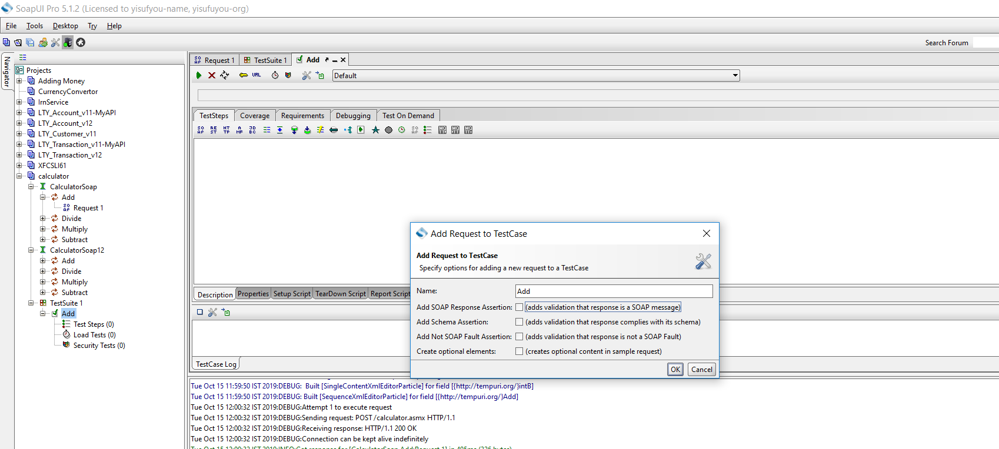 SoapUI Pro 5.1.2 (Licensed to yisufyou-name, yisufuyou-org)
File Tools Desktop Try Help
Search Forum
Navigator
Projects
Adding Money
CurrencyConvertor
IrnService
LTY_Account_v11-MyAPI
LTY_Account_v12
LTY_Customer_v11
LTY_Transaction_v11-MyAPI
LTY_Transaction_v12
XFCSLI61
calculator
CalculatorSoap
Add
Request 1
Divide
Multiply
Subtract
CalculatorSoap12
Add
Divide
Multiply
Subtract
TestSuite 1
Add
Test Steps (0)
Load Tests (0)
Security Tests (0)
Request 1 TestSuite 1 Add
URL Default
TestSteps Coverage Requirements Debugging Test On Demand
Description Properties Setup Script TearDown Script Report Script
TestCase Log
Add Request to TestCase
Add Request to TestCase
Specify options for adding a new request to a TestCase
Name: Add
Add SOAP Response Assertion: (adds validation that response is a SOAP message)
Add Schema Assertion: (adds validation that response complies with its schema)
Add Not SOAP Fault Assertion: (adds validation that response is not a SOAP Fault)
Create optional elements: (creates optional content in sample request)
OK Cancel
Tue Oct 15 11:59:50 IST 2019:DEBUG: Built [SingleContentXmlEditorParticle] for field [{http://tempuri.org/}intB]
Tue Oct 15 11:59:50 IST 2019:DEBUG: Built [SequenceXmlEditorParticle] for field [{http://tempuri.org/}Add]
Tue Oct 15 12:00:32 IST 2019:DEBUG:Attempt 1 to execute request
Tue Oct 15 12:00:32 IST 2019:DEBUG:Sending request: POST /calculator.asmx HTTP/1.1
Tue Oct 15 12:00:32 IST 2019:DEBUG:Receiving response: HTTP/1.1 200 OK
Tue Oct 15 12:00:32 IST 2019:DEBUG:Connection can be kept alive indefinitely